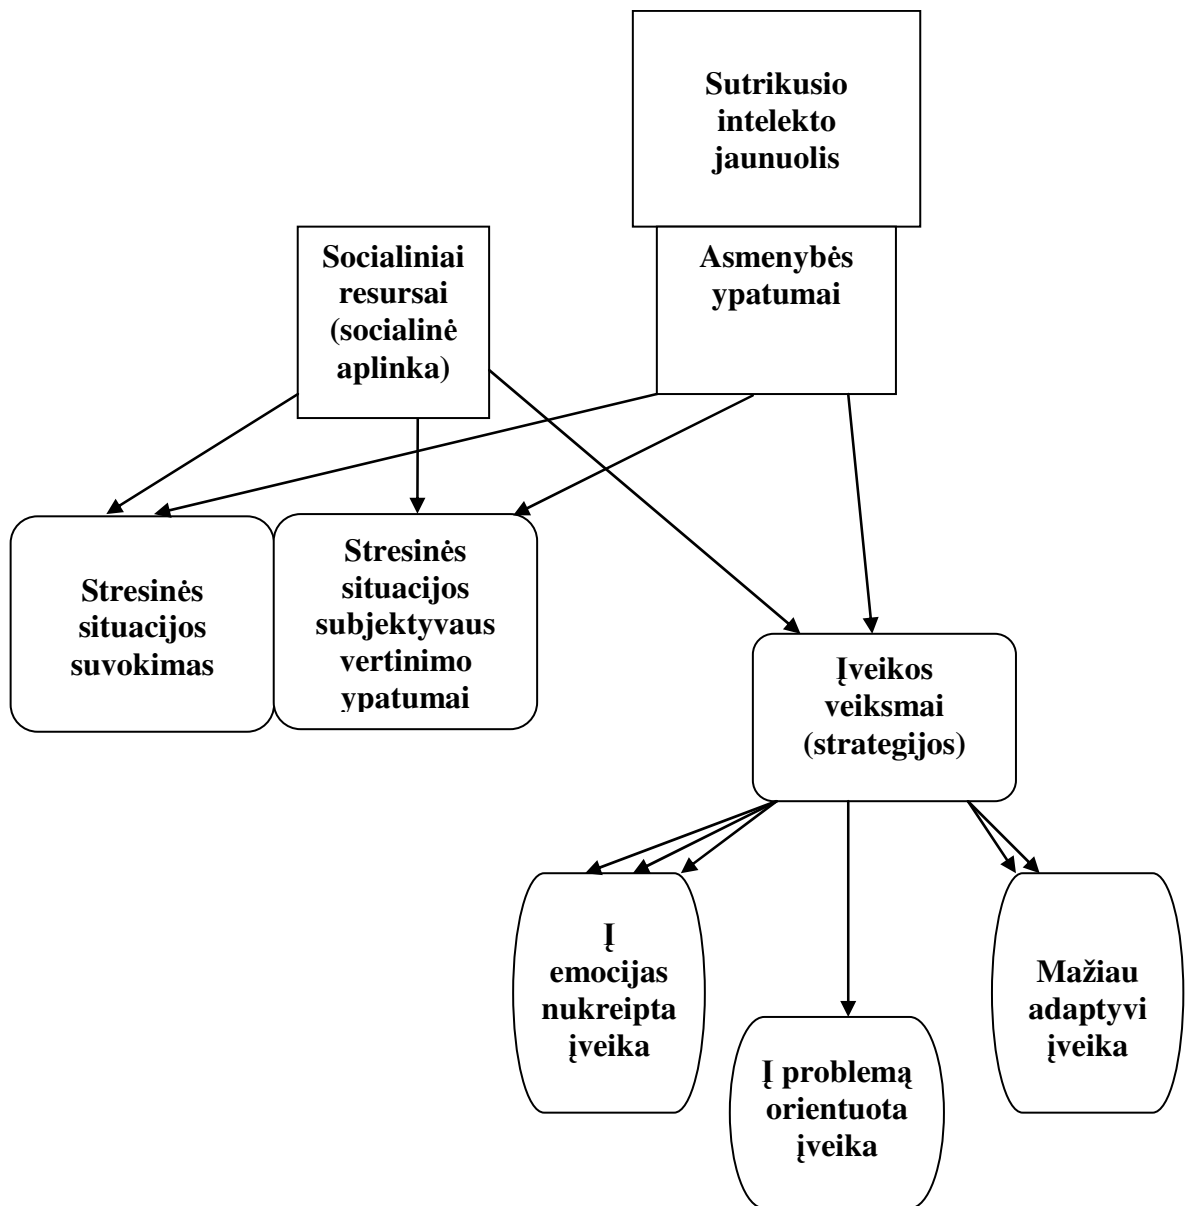 Sutrikusio
intelekto
jaunuolis
Socialiniai
resursai
(socialinė
aplinka)
Asmenybės
ypatumai
Stresinės
situacijos
suvokimas
Stresinės
situacijos
subjektyvaus
vertinimo
ypatumai
Įveikos
veiksmai
(strategijos)
Į
emocijas
nukreipta
įveika
Į problemą
orientuota
įveika
Mažiau
adaptyvi
įveika